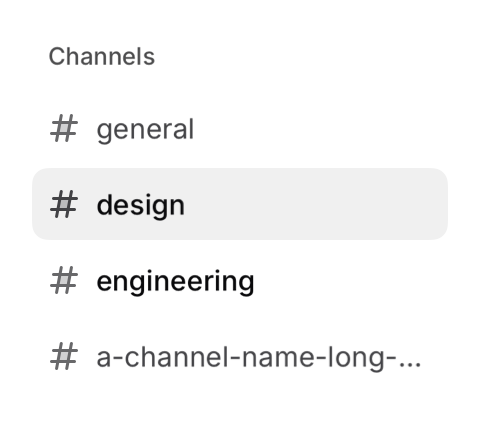 Channels
# general
# design
# engineering
# a-channel-name-long-...